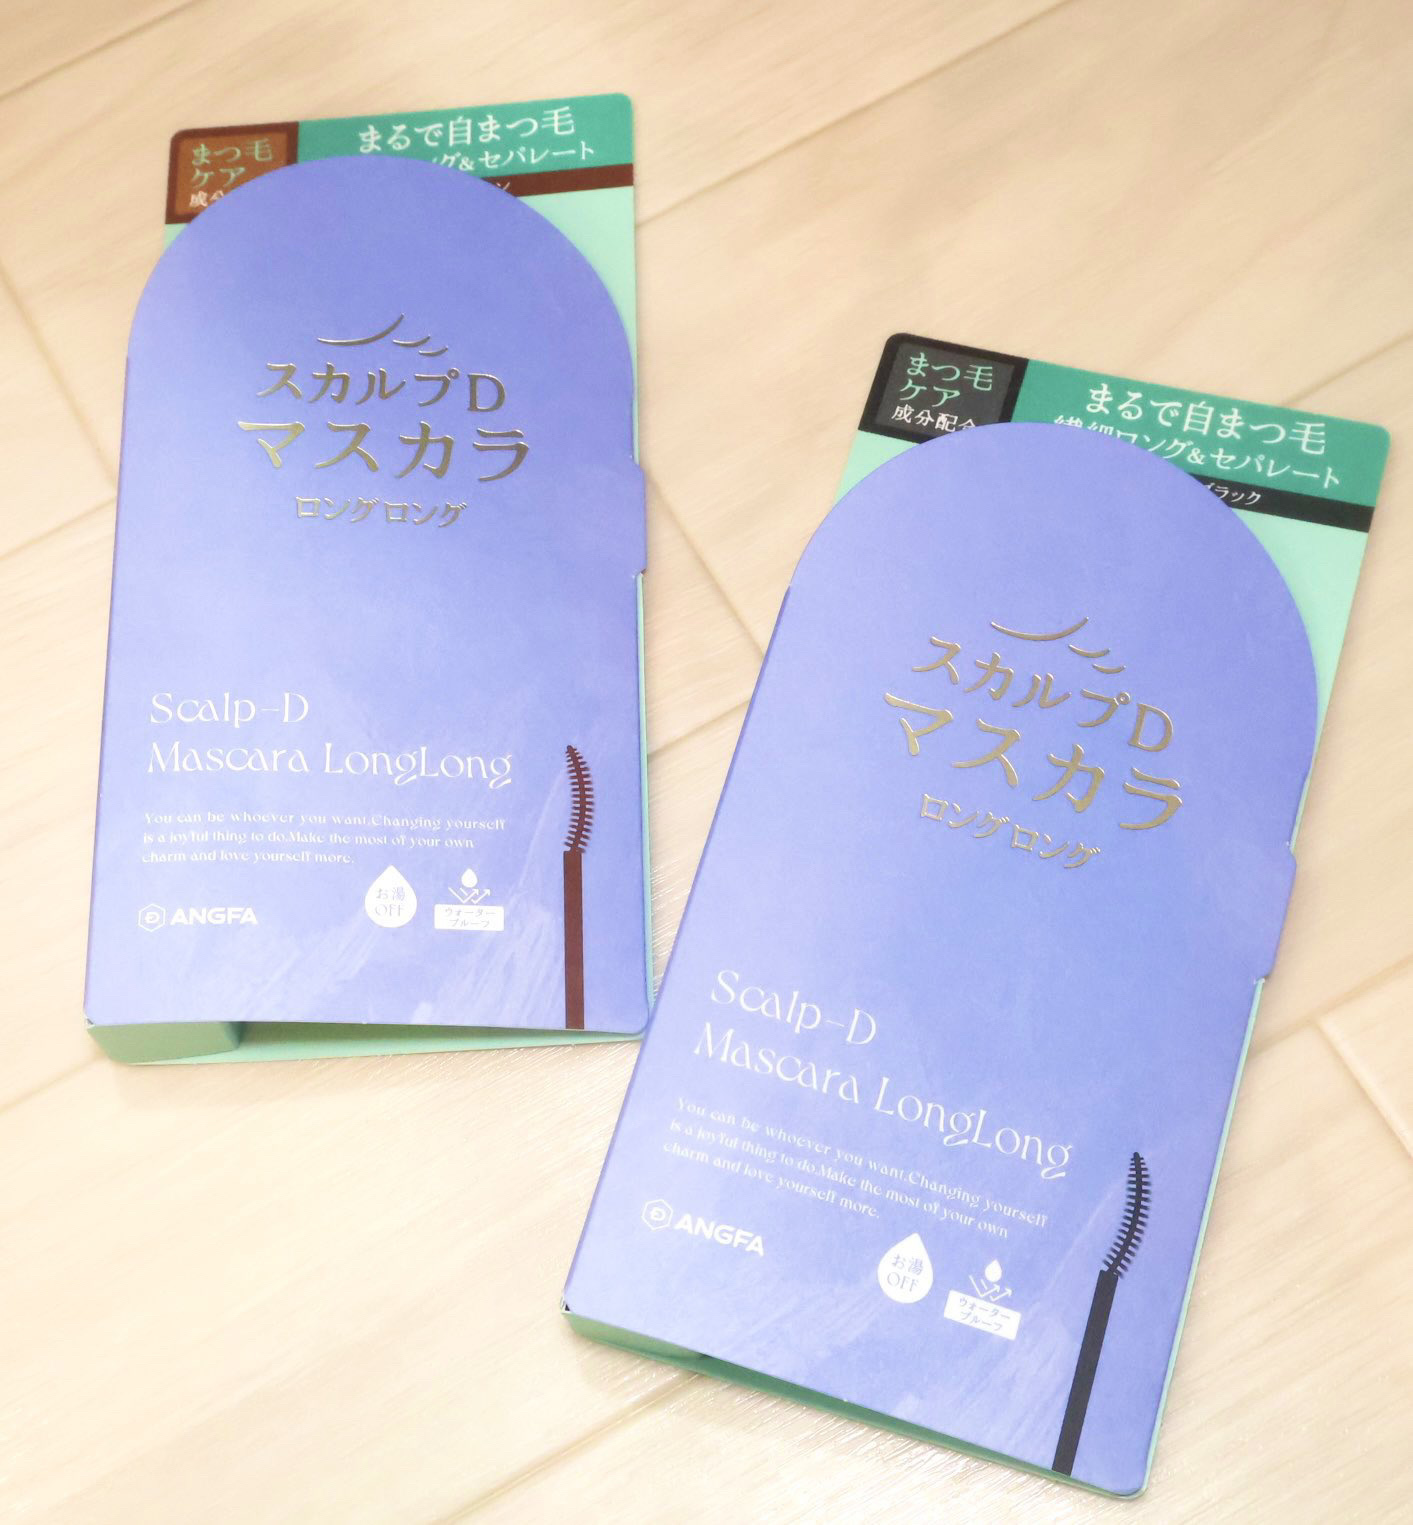 まつ毛
ケア
まるで自まつ毛
グ&セパレート
スカルプD
マスカラ
ロングロング
Scalp-D
Mascara LongLong
You can be whoever you want.Changing yourself
is a joyful thing to do.Make the most of your own
charm and love yourself more.
ANGFA
お湯
OFF
ウォーター
プルーフ
まつ毛
ケア
成分配合
まるで自まつ毛
繊細ロング&セパレート
ブラック
スカルプD
マスカラ
ロングロング
Scalp-D
Mascara LongLong
You can be whoever you want.Changing yourself
is a joyful thing to do.Make the most of your own
charm and love yourself more.
ANGFA
お湯
OFF
ウォーター
プルーフ